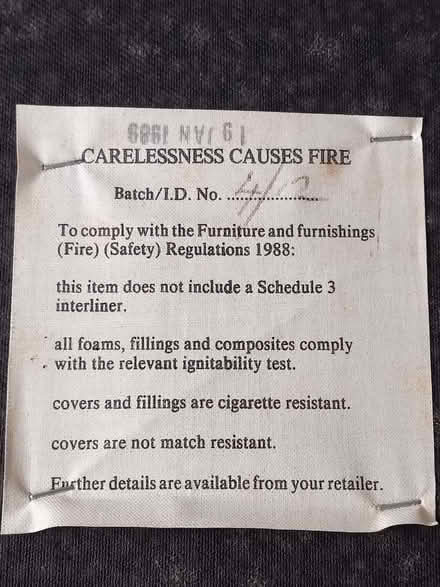 19 JAN 1989
CARELESSNESS CAUSES FIRE
Batch/I.D. No. ......................
To comply with the Furniture and furnishings
(Fire) (Safety) Regulations 1988:
this item does not include a Schedule 3
interliner.
all foams, fillings and composites comply
with the relevant ignitability test.
covers and fillings are cigarette resistant.
covers are not match resistant.
Further details are available from your retailer.